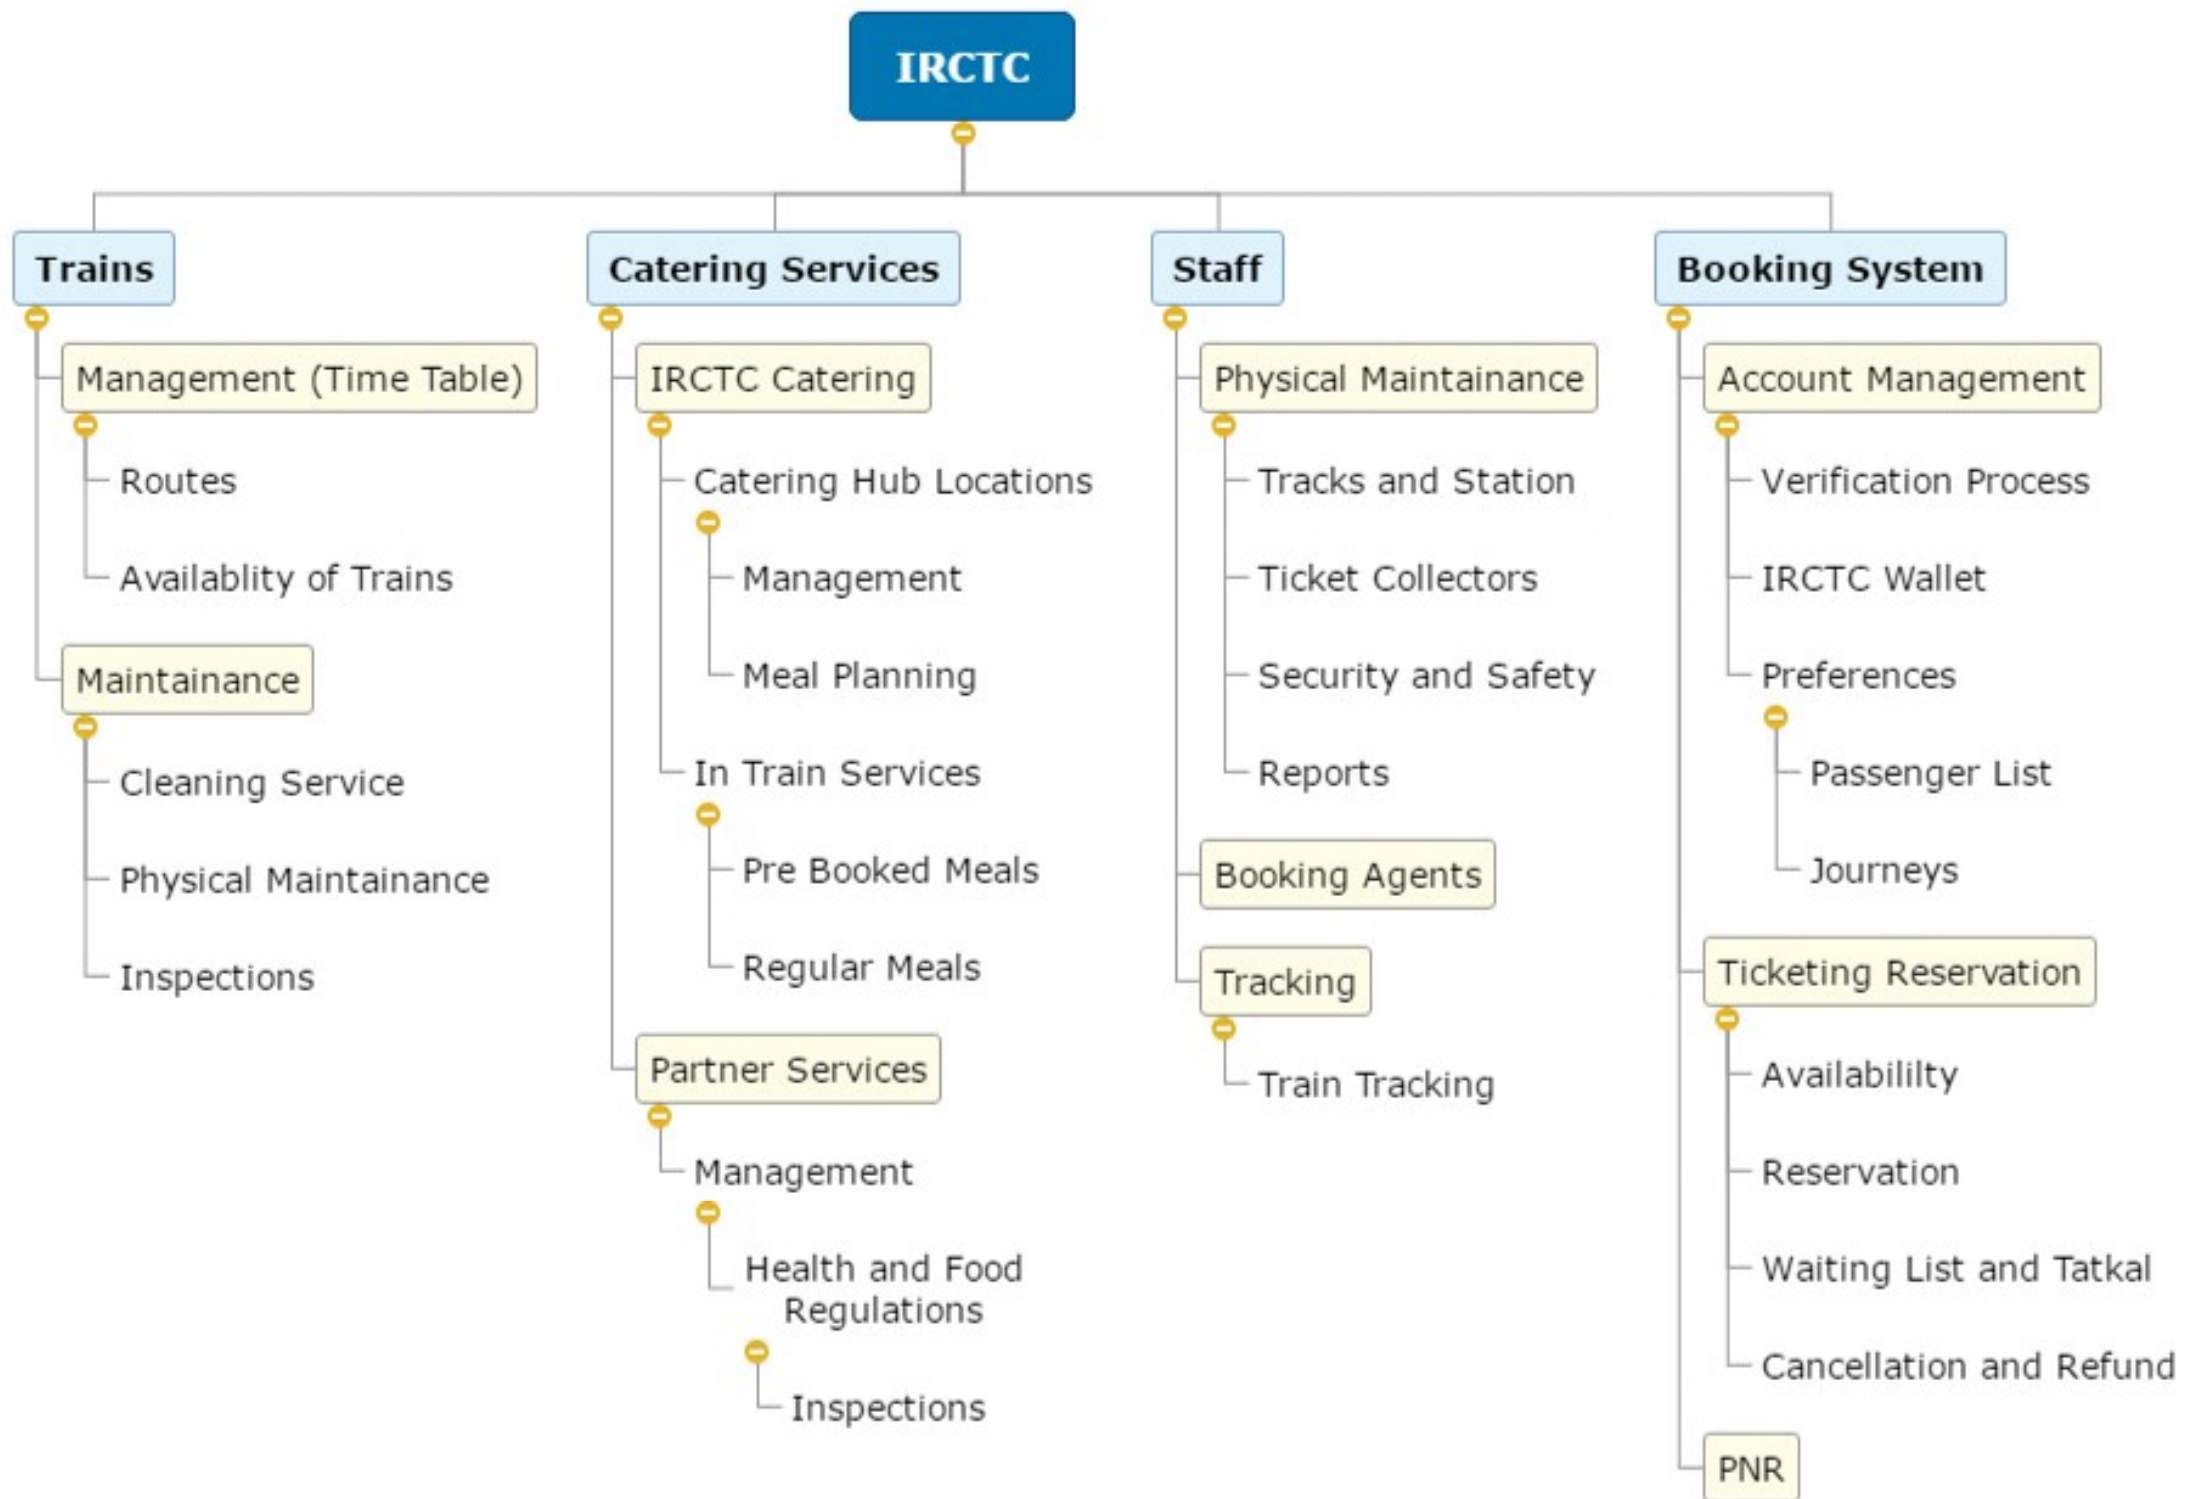 IRCTC
Trains
Management (Time Table)
Routes
Availablity of Trains
Maintainance
Cleaning Service
Physical Maintainance
Inspections
Catering Services
IRCTC Catering
Catering Hub Locations
Management
Meal Planning
In Train Services
Pre Booked Meals
Regular Meals
Partner Services
Management
Health and Food
Regulations
Inspections
Staff
Physical Maintainance
Tracks and Station
Ticket Collectors
Security and Safety
Reports
Booking Agents
Tracking
Train Tracking
Booking System
Account Management
Verification Process
IRCTC Wallet
Preferences
Passenger List
Journeys
Ticketing Reservation
Availabililty
Reservation
Waiting List and Tatkal
Cancellation and Refund
PNR